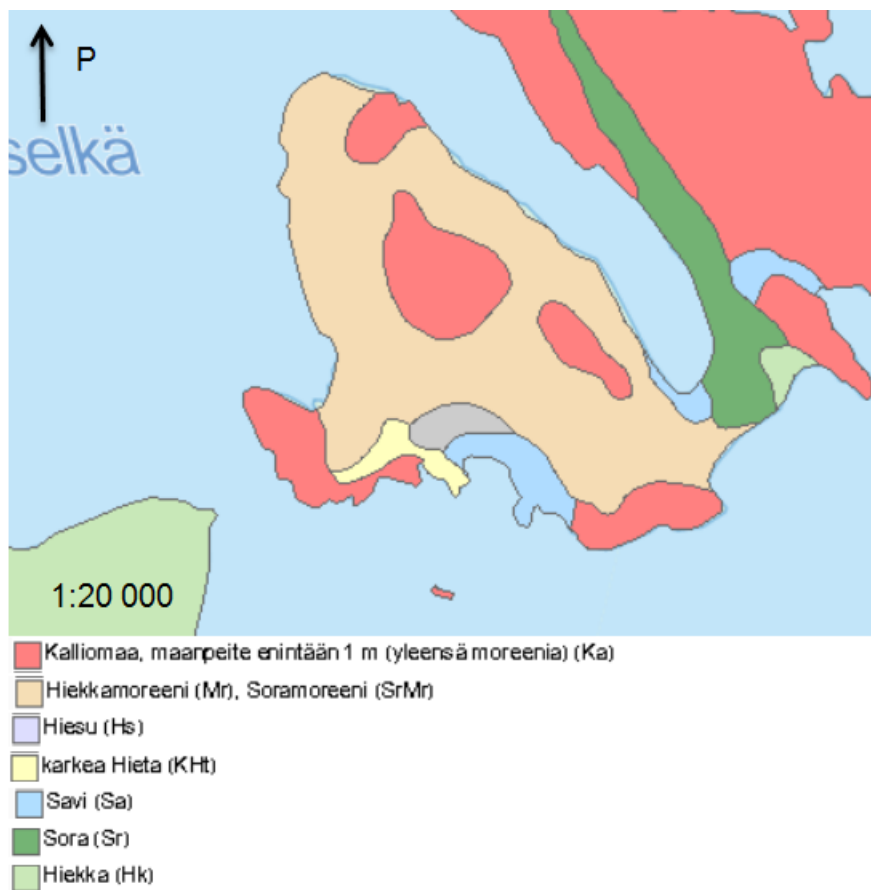 P
selkä
1:20 000
Kalliomaa, maanpeite enintään 1 m (yleensä moreenia) (Ka)
Hiekkamoreeni (Mr), Soramoreeni (SrMr)
Hiesu (Hs)
karkea Hieta (KHt)
Savi (Sa)
Sora (Sr)
Hiekka (Hk)